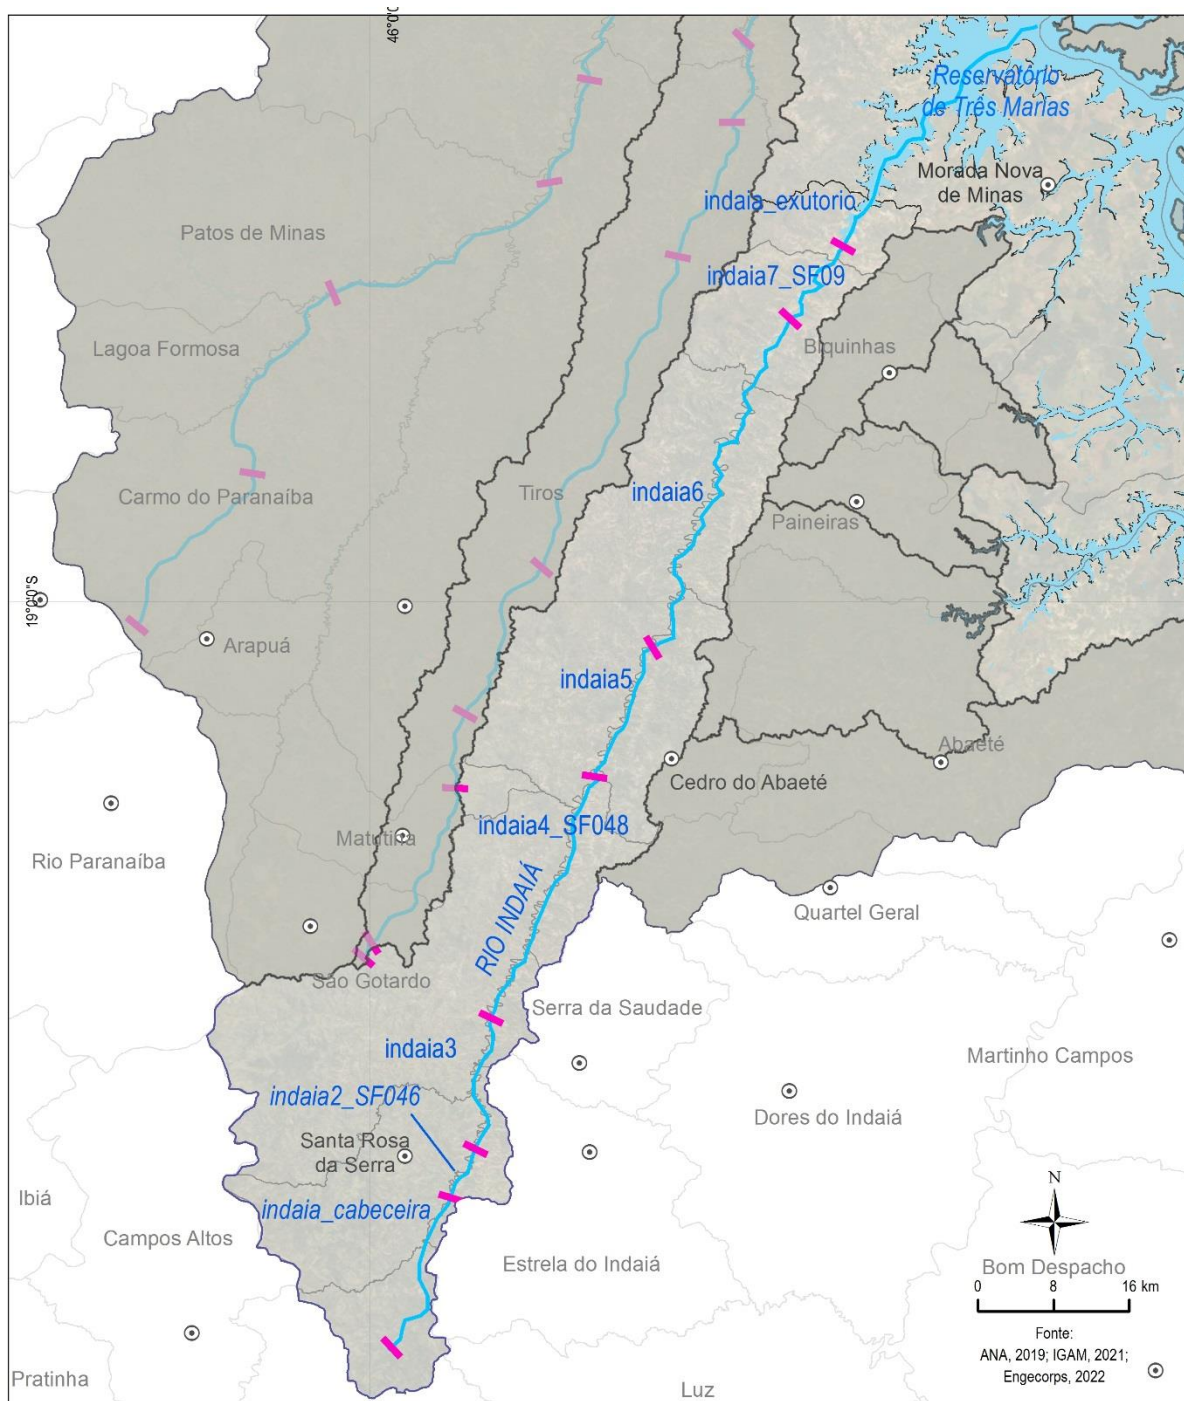 46°0'0
Reservatório
de Três Marias
Morada Nova
de Minas
indaia_exutorio
Patos de Minas
indaia7_SF09
Lagoa Formosa
Biquinhas
Carmo do Paranaíba
Tiros
indaia6
Paineiras
19°0'0"S
Arapuá
indaia5
Abaeté
Cedro do Abaeté
Matutina
indaia4_SF048
Rio Paranaíba
RIO INDAIÁ
Quartel Geral
São Gotardo
Serra da Saudade
indaia3
Martinho Campos
indaia2_SF046
Dores do Indaiá
Santa Rosa
da Serra
Ibiá
indaia_cabeceira
Campos Altos
N
Estrela do Indaiá
Bom Despacho
0 8 16 km
Fonte:
ANA, 2019; IGAM, 2021;
Engecorps, 2022
Pratinha
Luz